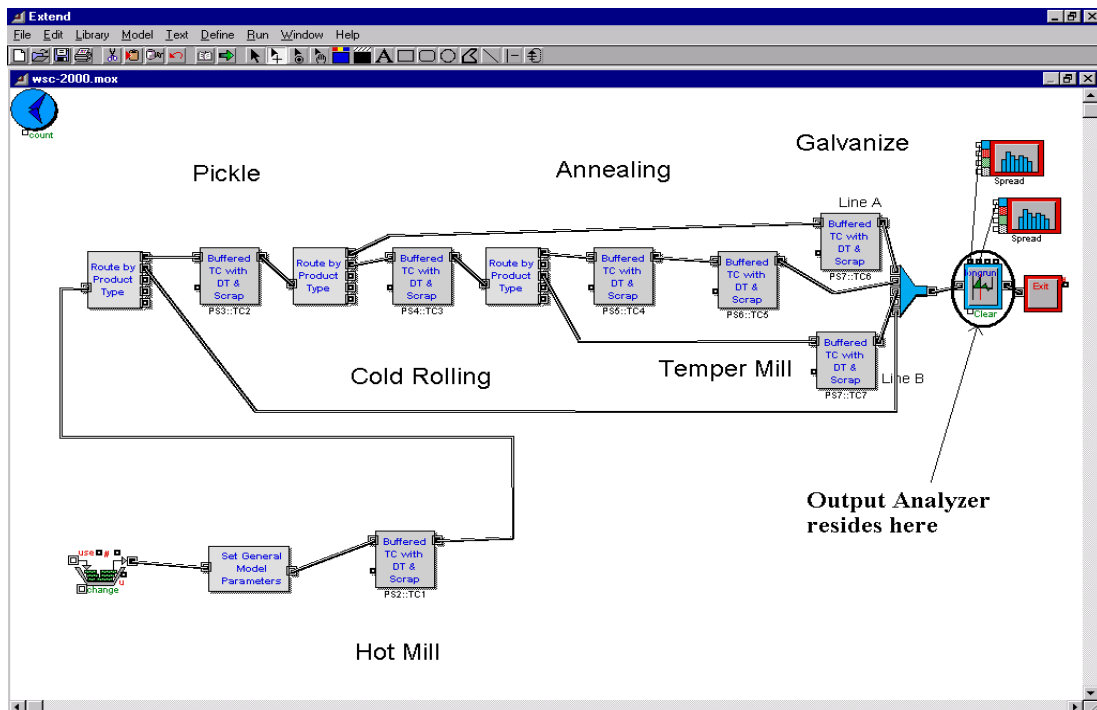 Extend
File Edit Library Model Text Define Run Window Help
wsc-2000.mox
count
Galvanize
Pickle
Annealing
Spread
Line A
Spread
Buffered
TC with
DT &
Scrap
PS7::TC6
Route by
Product
Type
Buffered
TC with
DT &
Scrap
PS3::TC2
Route by
Product
Type
Buffered
TC with
DT &
Scrap
PS4::TC3
Route by
Product
Type
Buffered
TC with
DT &
Scrap
PS5::TC4
Buffered
TC with
DT &
Scrap
PS6::TC5
Clear
Exit
Cold Rolling
Temper Mill
Buffered
TC with
DT &
Scrap
PS7::TC7
Line B
Output Analyzer
resides here
use #
u
change
Set General
Model
Parameters
Buffered
TC with
DT &
Scrap
PS2::TC1
Hot Mill